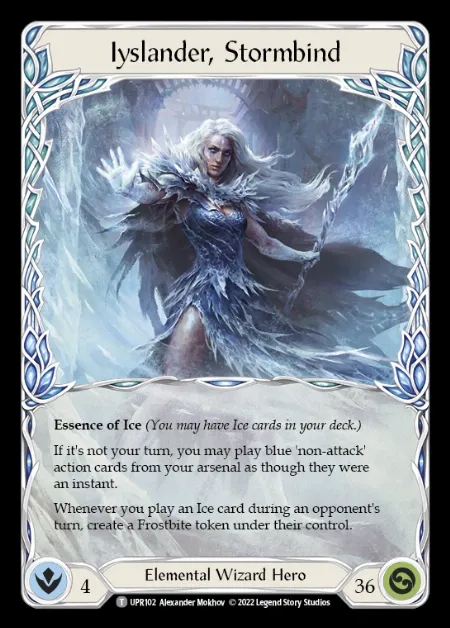 Iyslander, Stormbind
Essence of Ice (You may have Ice cards in your deck.)
If it's not your turn, you may play blue 'non-attack'
action cards from your arsenal as though they were
an instant.
Whenever you play an Ice card during an opponent's
turn, create a Frostbite token under their control.
4
Elemental Wizard Hero
36
T UPR102 Alexander Mokhov © 2022 Legend Story Studios